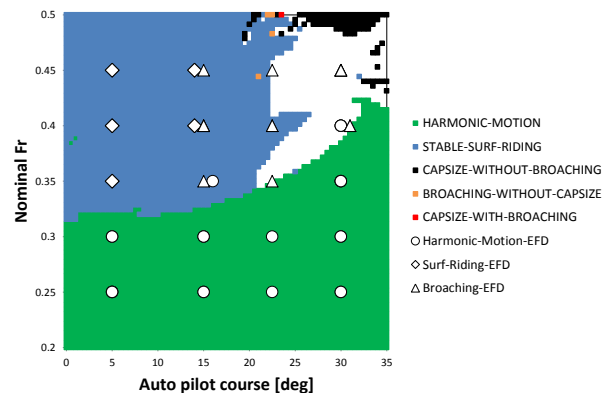 0.5
0.45
0.4
0.35
0.3
0.25
0.2
Nominal Fr
0 5 10 15 20 25 30 35
Auto pilot course [deg]
HARMONIC-MOTION
STABLE-SURF-RIDING
CAPSIZE-WITHOUT-BROACHING
BROACHING-WITHOUT-CAPSIZE
CAPSIZE-WITH-BROACHING
Harmonic-Motion-EFD
Surf-Riding-EFD
Broaching-EFD